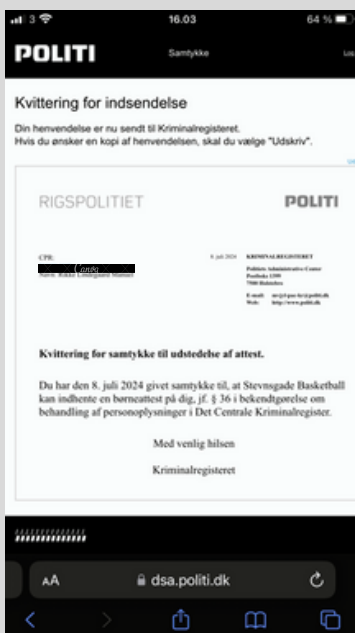 3
16.03
64 %
POLITI
Samtykke
Kvittering for indsendelse
Din henvendelse er nu sendt til Kriminalregisteret.
Hvis du ønsker en kopi af henvendelsen, skal du vælge "Udskriv".
RIGSPOLITIET
POLITI
CPR:
Canva
8. juli 2024
KRIMINALREGISTERET
Politiets Administrative Center
7500 Holstebro
E-mail:
Web: http://www.politi.dk
Kvittering for samtykke til udstedelse af attest.
Du har den 8. juli 2024 givet samtykke til, at Stevnsgade Basketball
kan indhente en børneattest på dig, jf. § 36 i bekendtgørelse om
behandling af personoplysninger i Det Centrale Kriminalregister.
Med venlig hilsen
Kriminalregisteret
AA
dsa.politi.dk